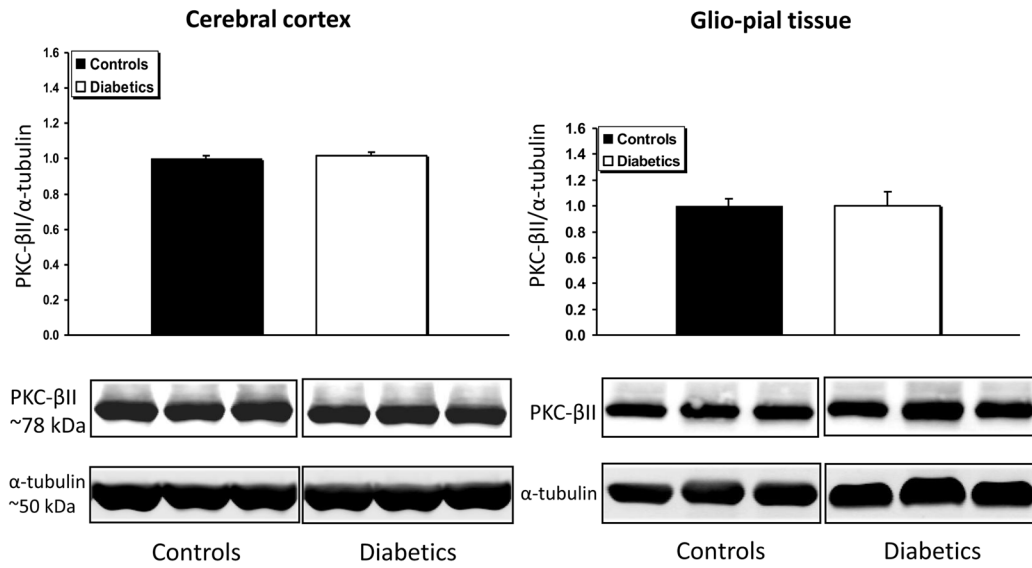 Cerebral cortex
PKC-βII/α-tubulin
1.6
1.4
1.2
1.0
0.8
0.6
0.4
0.2
0.0
Controls
Diabetics
PKC-βII
~78 kDa
α-tubulin
~50 kDa
Controls
Diabetics
Glio-pial tissue
PKC-βII/α-tubulin
1.6
1.4
1.2
1.0
0.8
0.6
0.4
0.2
0.0
Controls
Diabetics
PKC-βII
α-tubulin
Controls
Diabetics